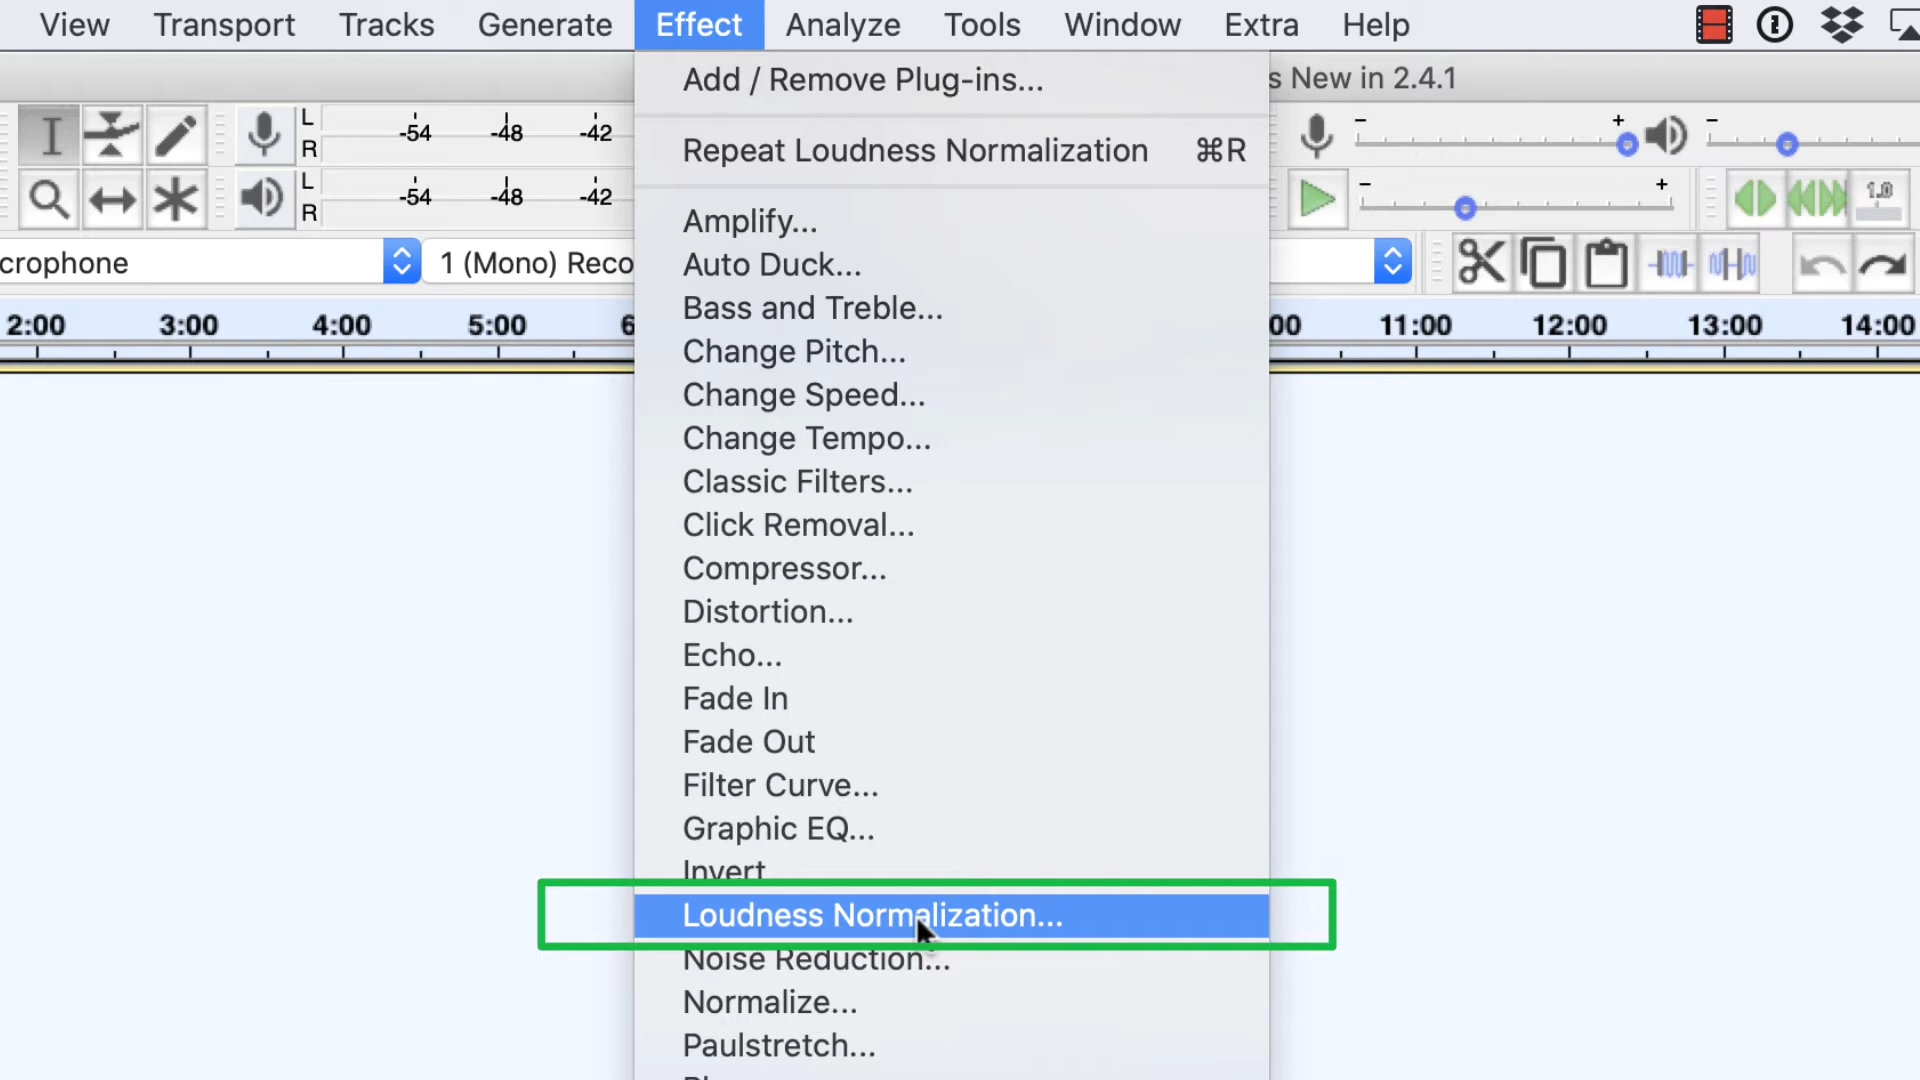 View Transport Tracks Generate Effect Analyze Tools Window Extra Help
Add / Remove Plug-ins...
s New in 2.4.1
Repeat Loudness Normalization ⌘R
L
R
-54 -48 -42
- +
-
L
R
-54 -48 -42
- +
1.0
crophone
1 (Mono) Reco
2:00 3:00 4:00 5:00 6
00 11:00 12:00 13:00 14:00
Amplify...
Auto Duck...
Bass and Treble...
Change Pitch...
Change Speed...
Change Tempo...
Classic Filters...
Click Removal...
Compressor...
Distortion...
Echo...
Fade In
Fade Out
Filter Curve...
Graphic EQ...
Invert
Loudness Normalization...
Noise Reduction...
Normalize...
Paulstretch...